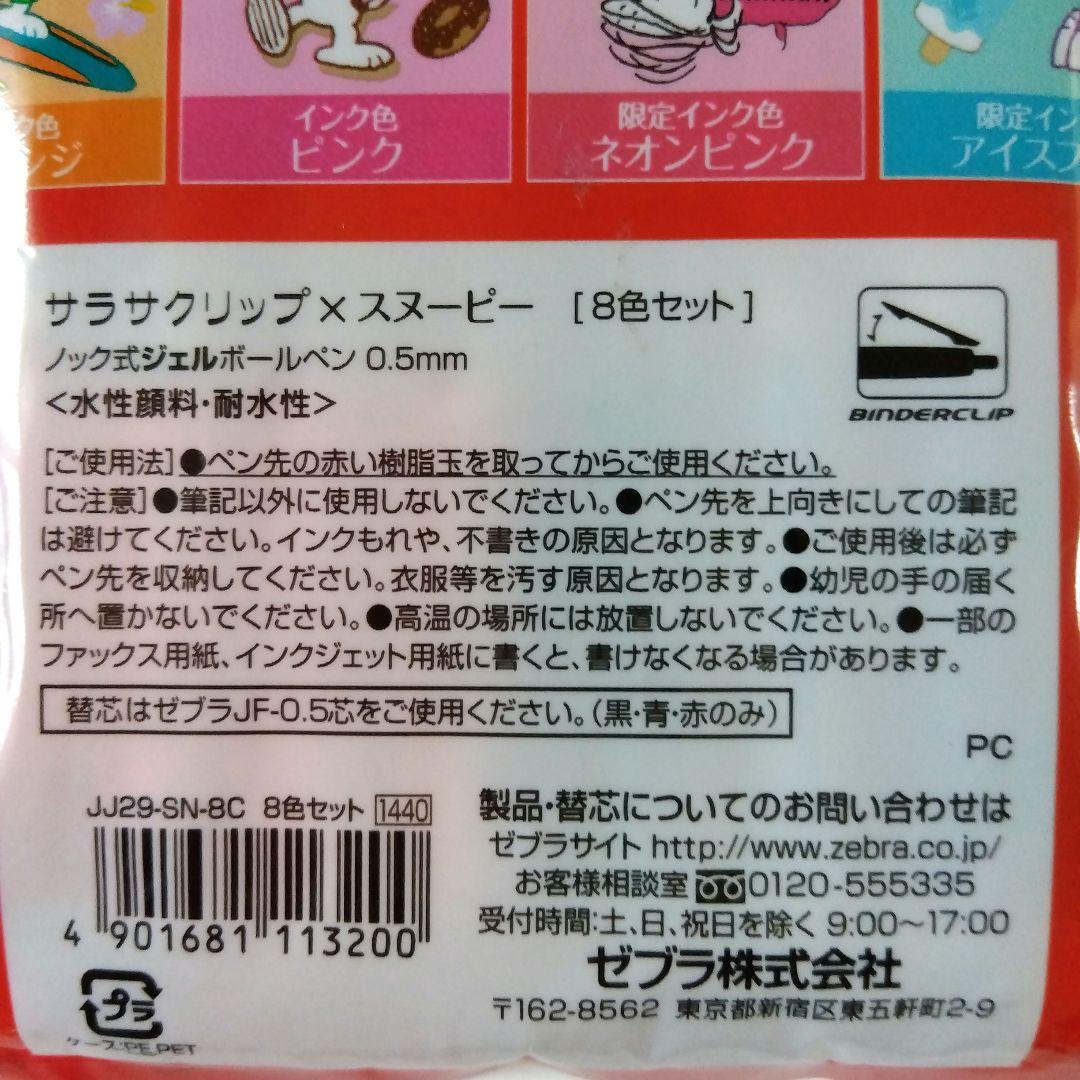 ク色
ンジ
インク色
ピンク
限定インク色
ネオンピンク
限定イン
アイス
サラサクリップ×スヌーピー [8色セット]
ノック式ジェルボールペン 0.5mm
<水性顔料・耐水性>
BINDERCLIP
[ご使用法]●ペン先の赤い樹脂玉を取ってからご使用ください。
[ご注意]●筆記以外に使用しないでください。●ペン先を上向きにしての筆記
は避けてください。インクもれや、不書きの原因となります。●ご使用後は必ず
ペン先を収納してください。衣服等を汚す原因となります。●幼児の手の届く
所へ置かないでください。●高温の場所には放置しないでください。●一部の
ファックス用紙、インクジェット用紙に書くと、書けなくなる場合があります。
替芯はゼブラJF-0.5芯をご使用ください。(黒・青・赤のみ)
PC
JJ29-SN-8C 8色セット 1440
4 901681 113200
プラ
ケース:PE,PET
製品・替芯についてのお問い合わせは
ゼブラサイト http://www.zebra.co.jp/
お客様相談室 0120-555335
受付時間:土、日、祝日を除く 9:00〜17:00
ゼブラ株式会社
〒162-8562 東京都新宿区東五軒町2-9